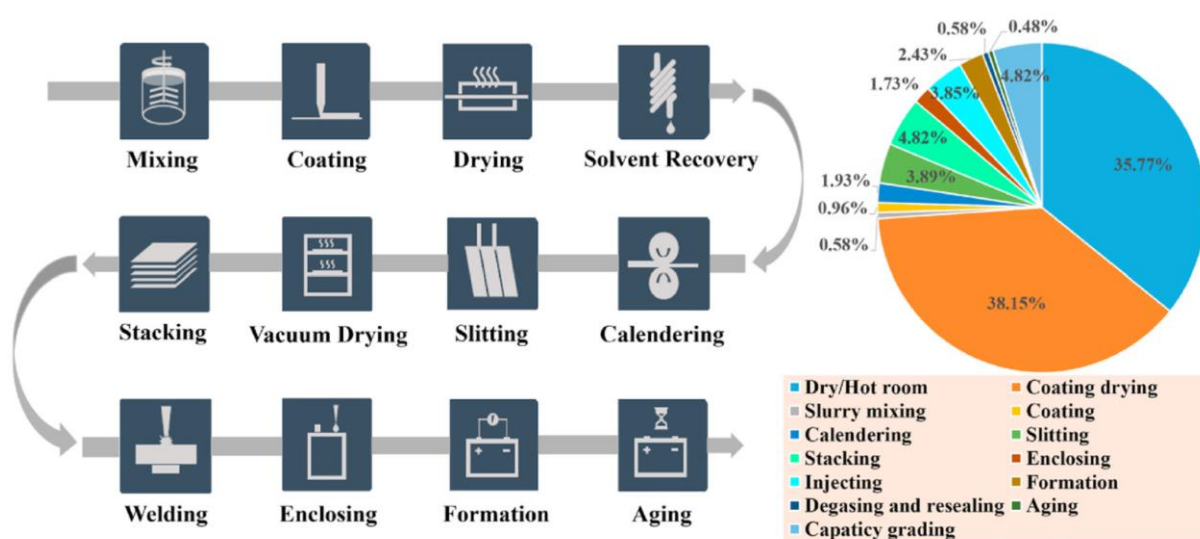 Mixing
Coating
Drying
Solvent Recovery
Stacking
Vacuum Drying
Slitting
Calendering
Welding
Enclosing
Formation
Aging
0.58%
0.48%
2.43%
4.82%
1.73%
3.85%
4.82%
35.77%
3.89%
1.93%
0.96%
0.58%
38.15%
Dry/Hot room
Coating drying
Slurry mixing
Coating
Calendering
Slitting
Stacking
Enclosing
Injecting
Formation
Degasing and resealing
Aging
Capaticy grading